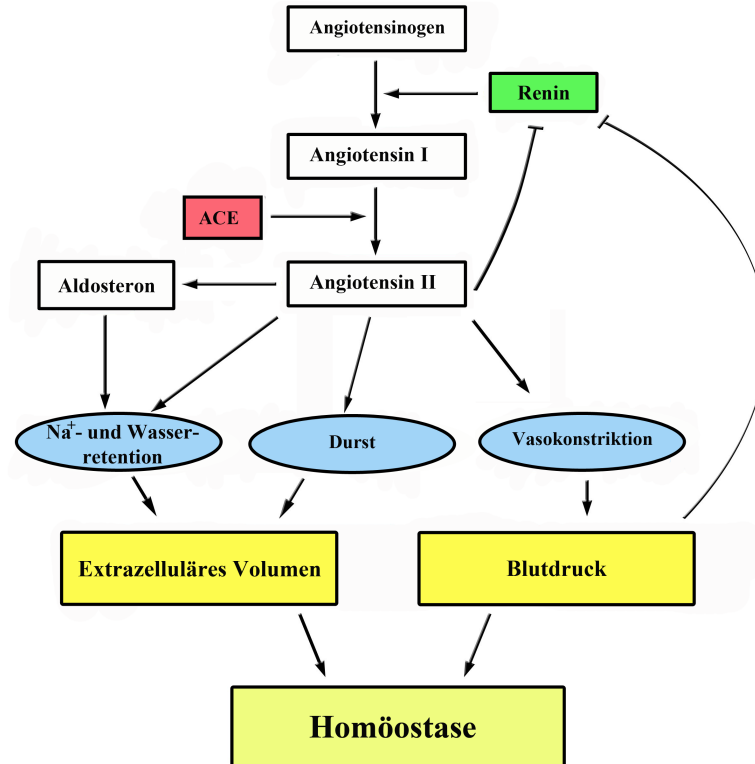 Angiotensinogen
Renin
Angiotensin I
ACE
Aldosteron
Angiotensin II
Na⁺- und Wasser-
retention
Durst
Vasokonstriktion
Extrazelluläres Volumen
Blutdruck
Homöostase